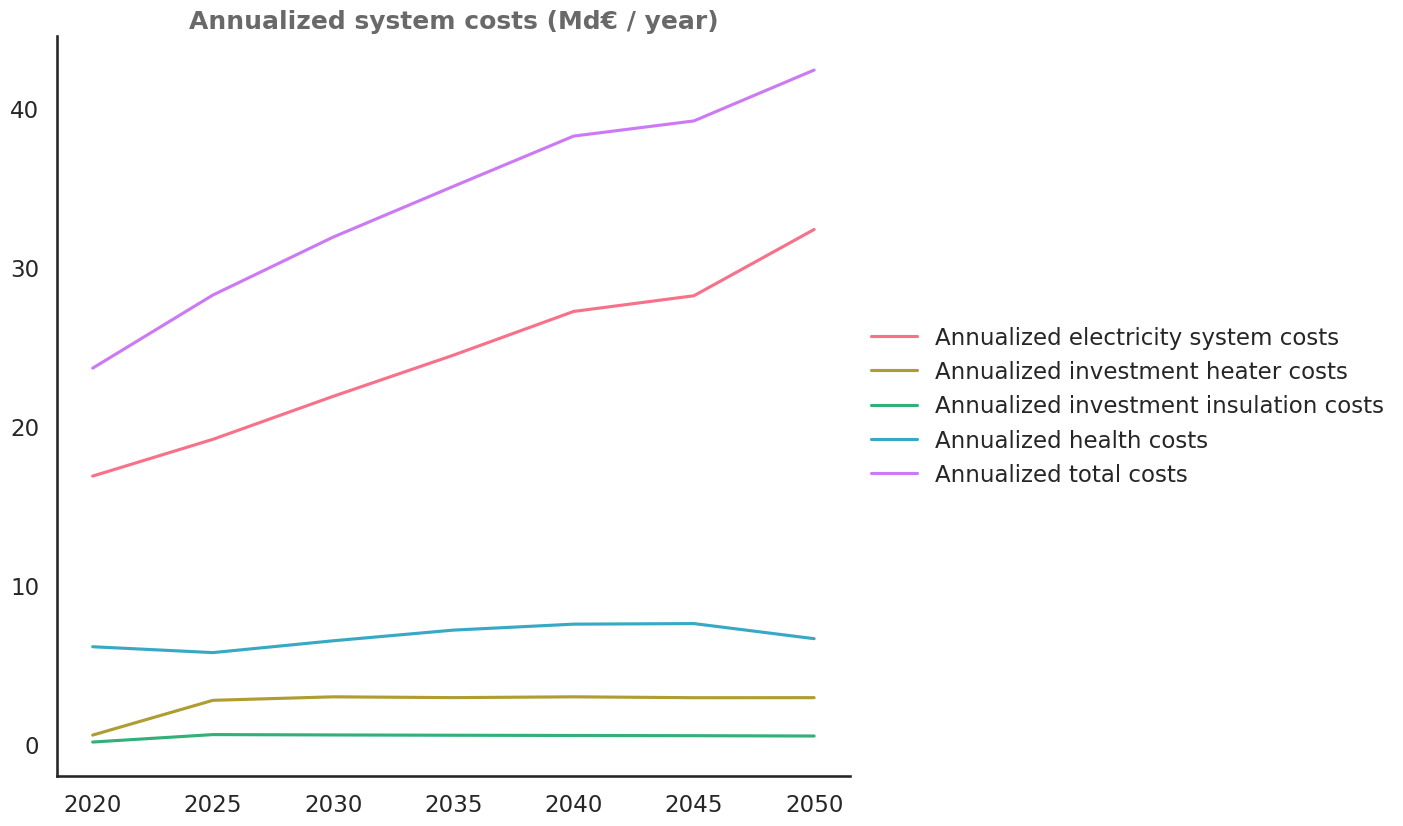 Annualized system costs (Md€ / year)
40
30
20
10
0
2020 2025 2030 2035 2040 2045 2050
Annualized electricity system costs
Annualized investment heater costs
Annualized investment insulation costs
Annualized health costs
Annualized total costs